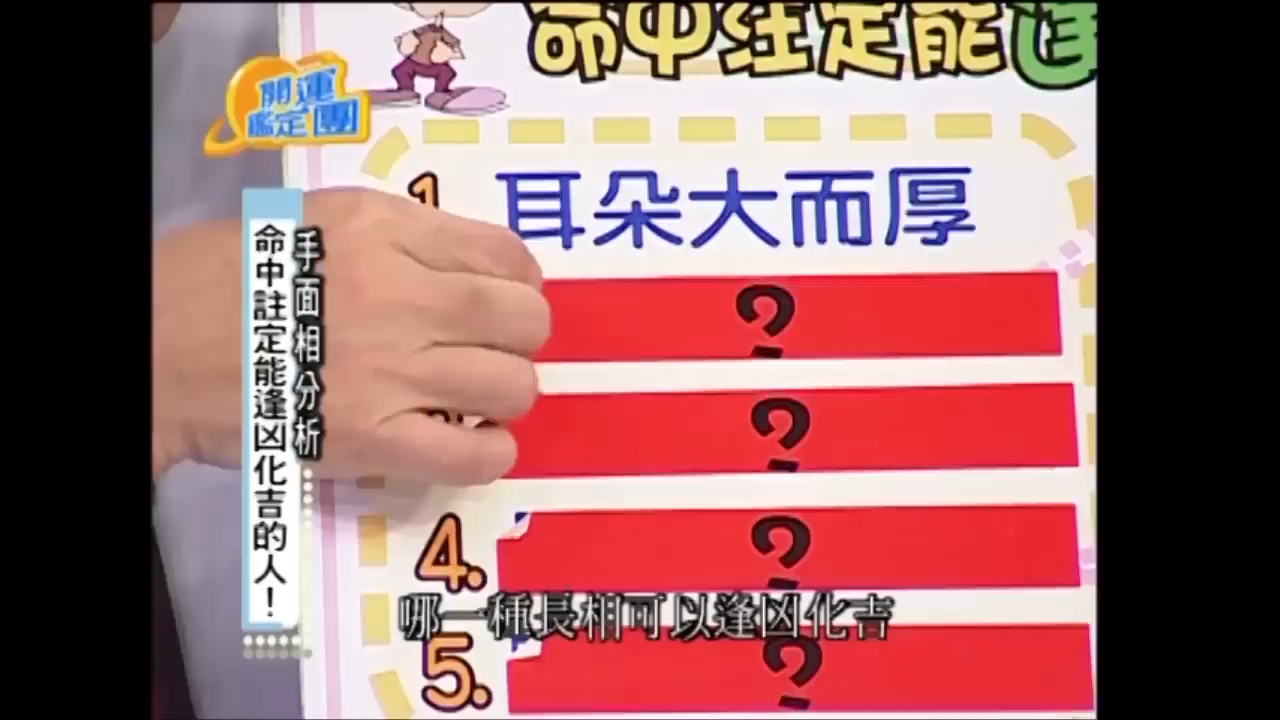 命中註定能逢
開運
鑑定團
1.耳朵大而厚
?
?
4.
?
5.
?
手面相分析
命中註定能逢凶化吉的人!
哪一種長相可以逢凶化吉